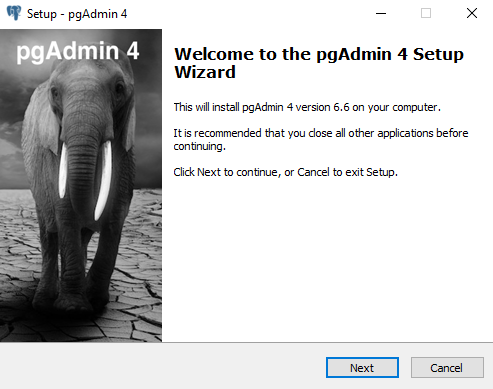 Setup - pgAdmin 4
pgAdmin 4
Welcome to the pgAdmin 4 Setup
Wizard
This will install pgAdmin 4 version 6.6 on your computer.
It is recommended that you close all other applications before
continuing.
Click Next to continue, or Cancel to exit Setup.
Next
Cancel